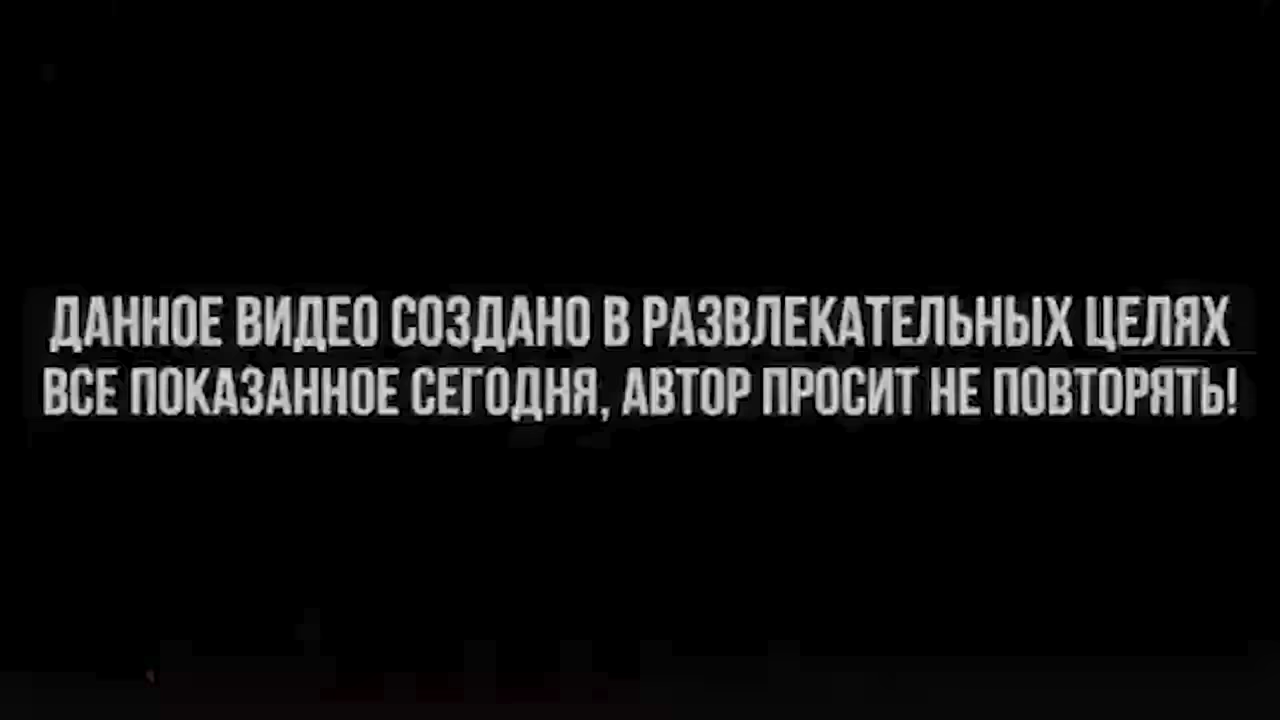 ДАННОЕ ВИДЕО СОЗДАНО В РАЗВЛЕКАТЕЛЬНЫХ ЦЕЛЯХ
ВСЕ ПОКАЗАННОЕ СЕГОДНЯ, АВТОР ПРОСИТ НЕ ПОВТОРЯТЬ!